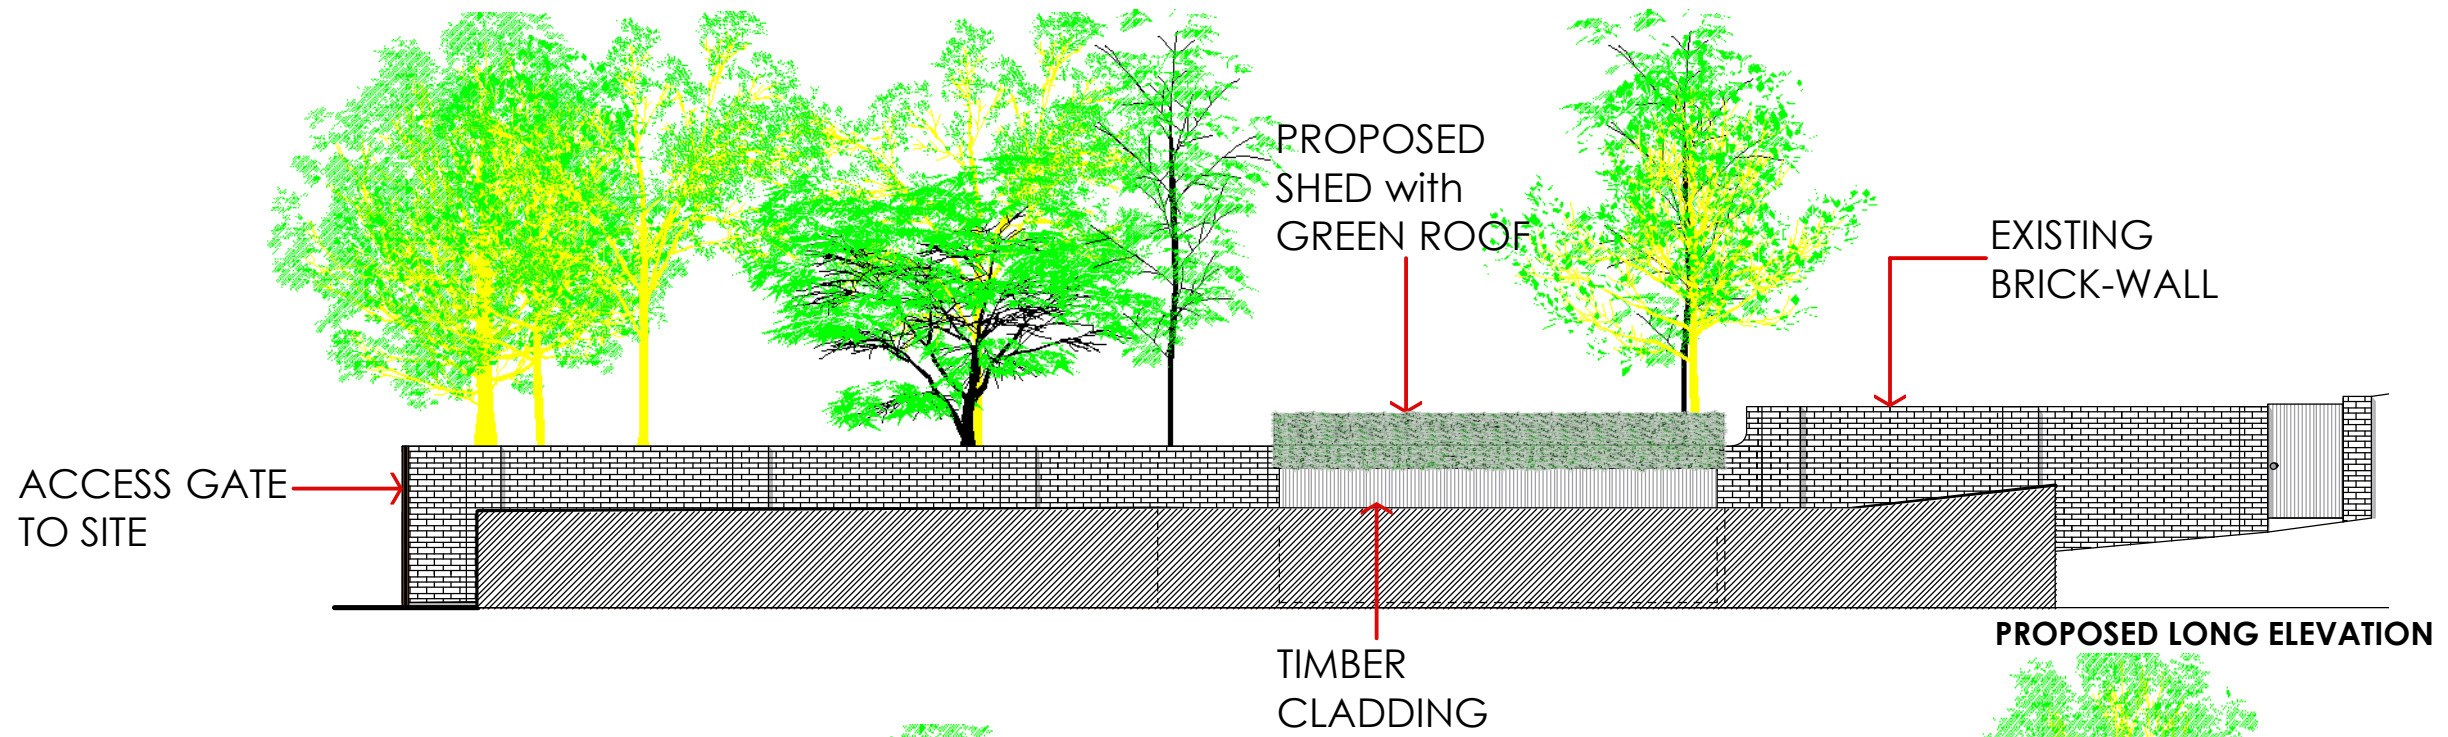 PROPOSED
SHED with
GREEN ROOF
EXISTING
BRICK-WALL
ACCESS GATE
TO SITE
PROPOSED LONG ELEVATION
TIMBER
CLADDING